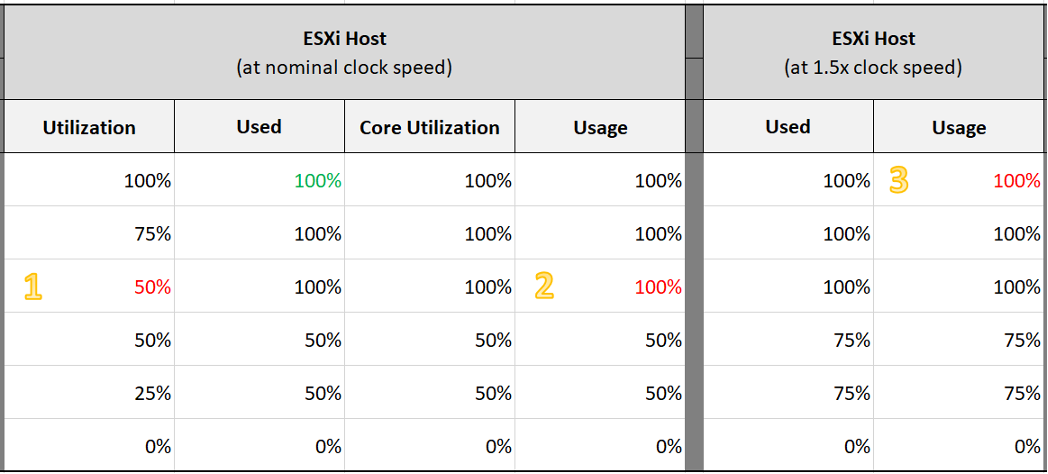 ESXi Host ESXi Host
(at nominal clock speed) (at 1.5x clock speed)
Utilization Used Core Utilization Usage Used Usage
100% 100% 100% 100% 100% 3 100%
75% 100% 100% 100% 100% 100%
1 50% 100% 100% 2 100% 100% 100%
50% 50% 50% 50% 75% 75%
25% 50% 50% 50% 75% 75%
0% 0% 0% 0% 0% 0%